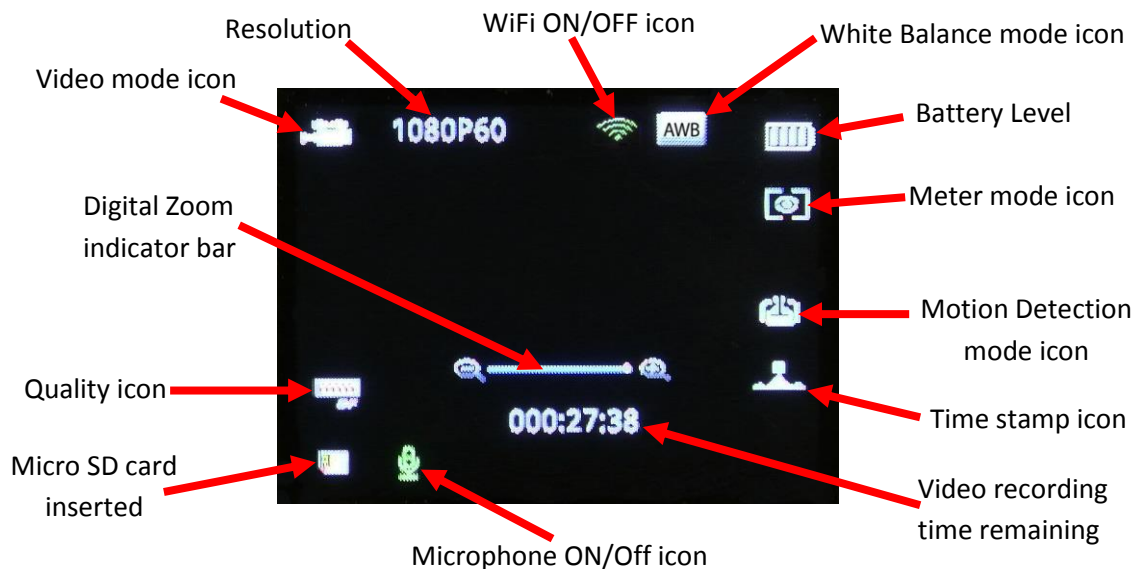 WiFi ON/OFF icon
Resolution
White Balance mode icon
Video mode icon
Battery Level
1080P60
AWB
Meter mode icon
Digital Zoom
indicator bar
Motion Detection
mode icon
Quality icon
000:27:38
Time stamp icon
Micro SD card
inserted
Video recording
time remaining
Microphone ON/Off icon